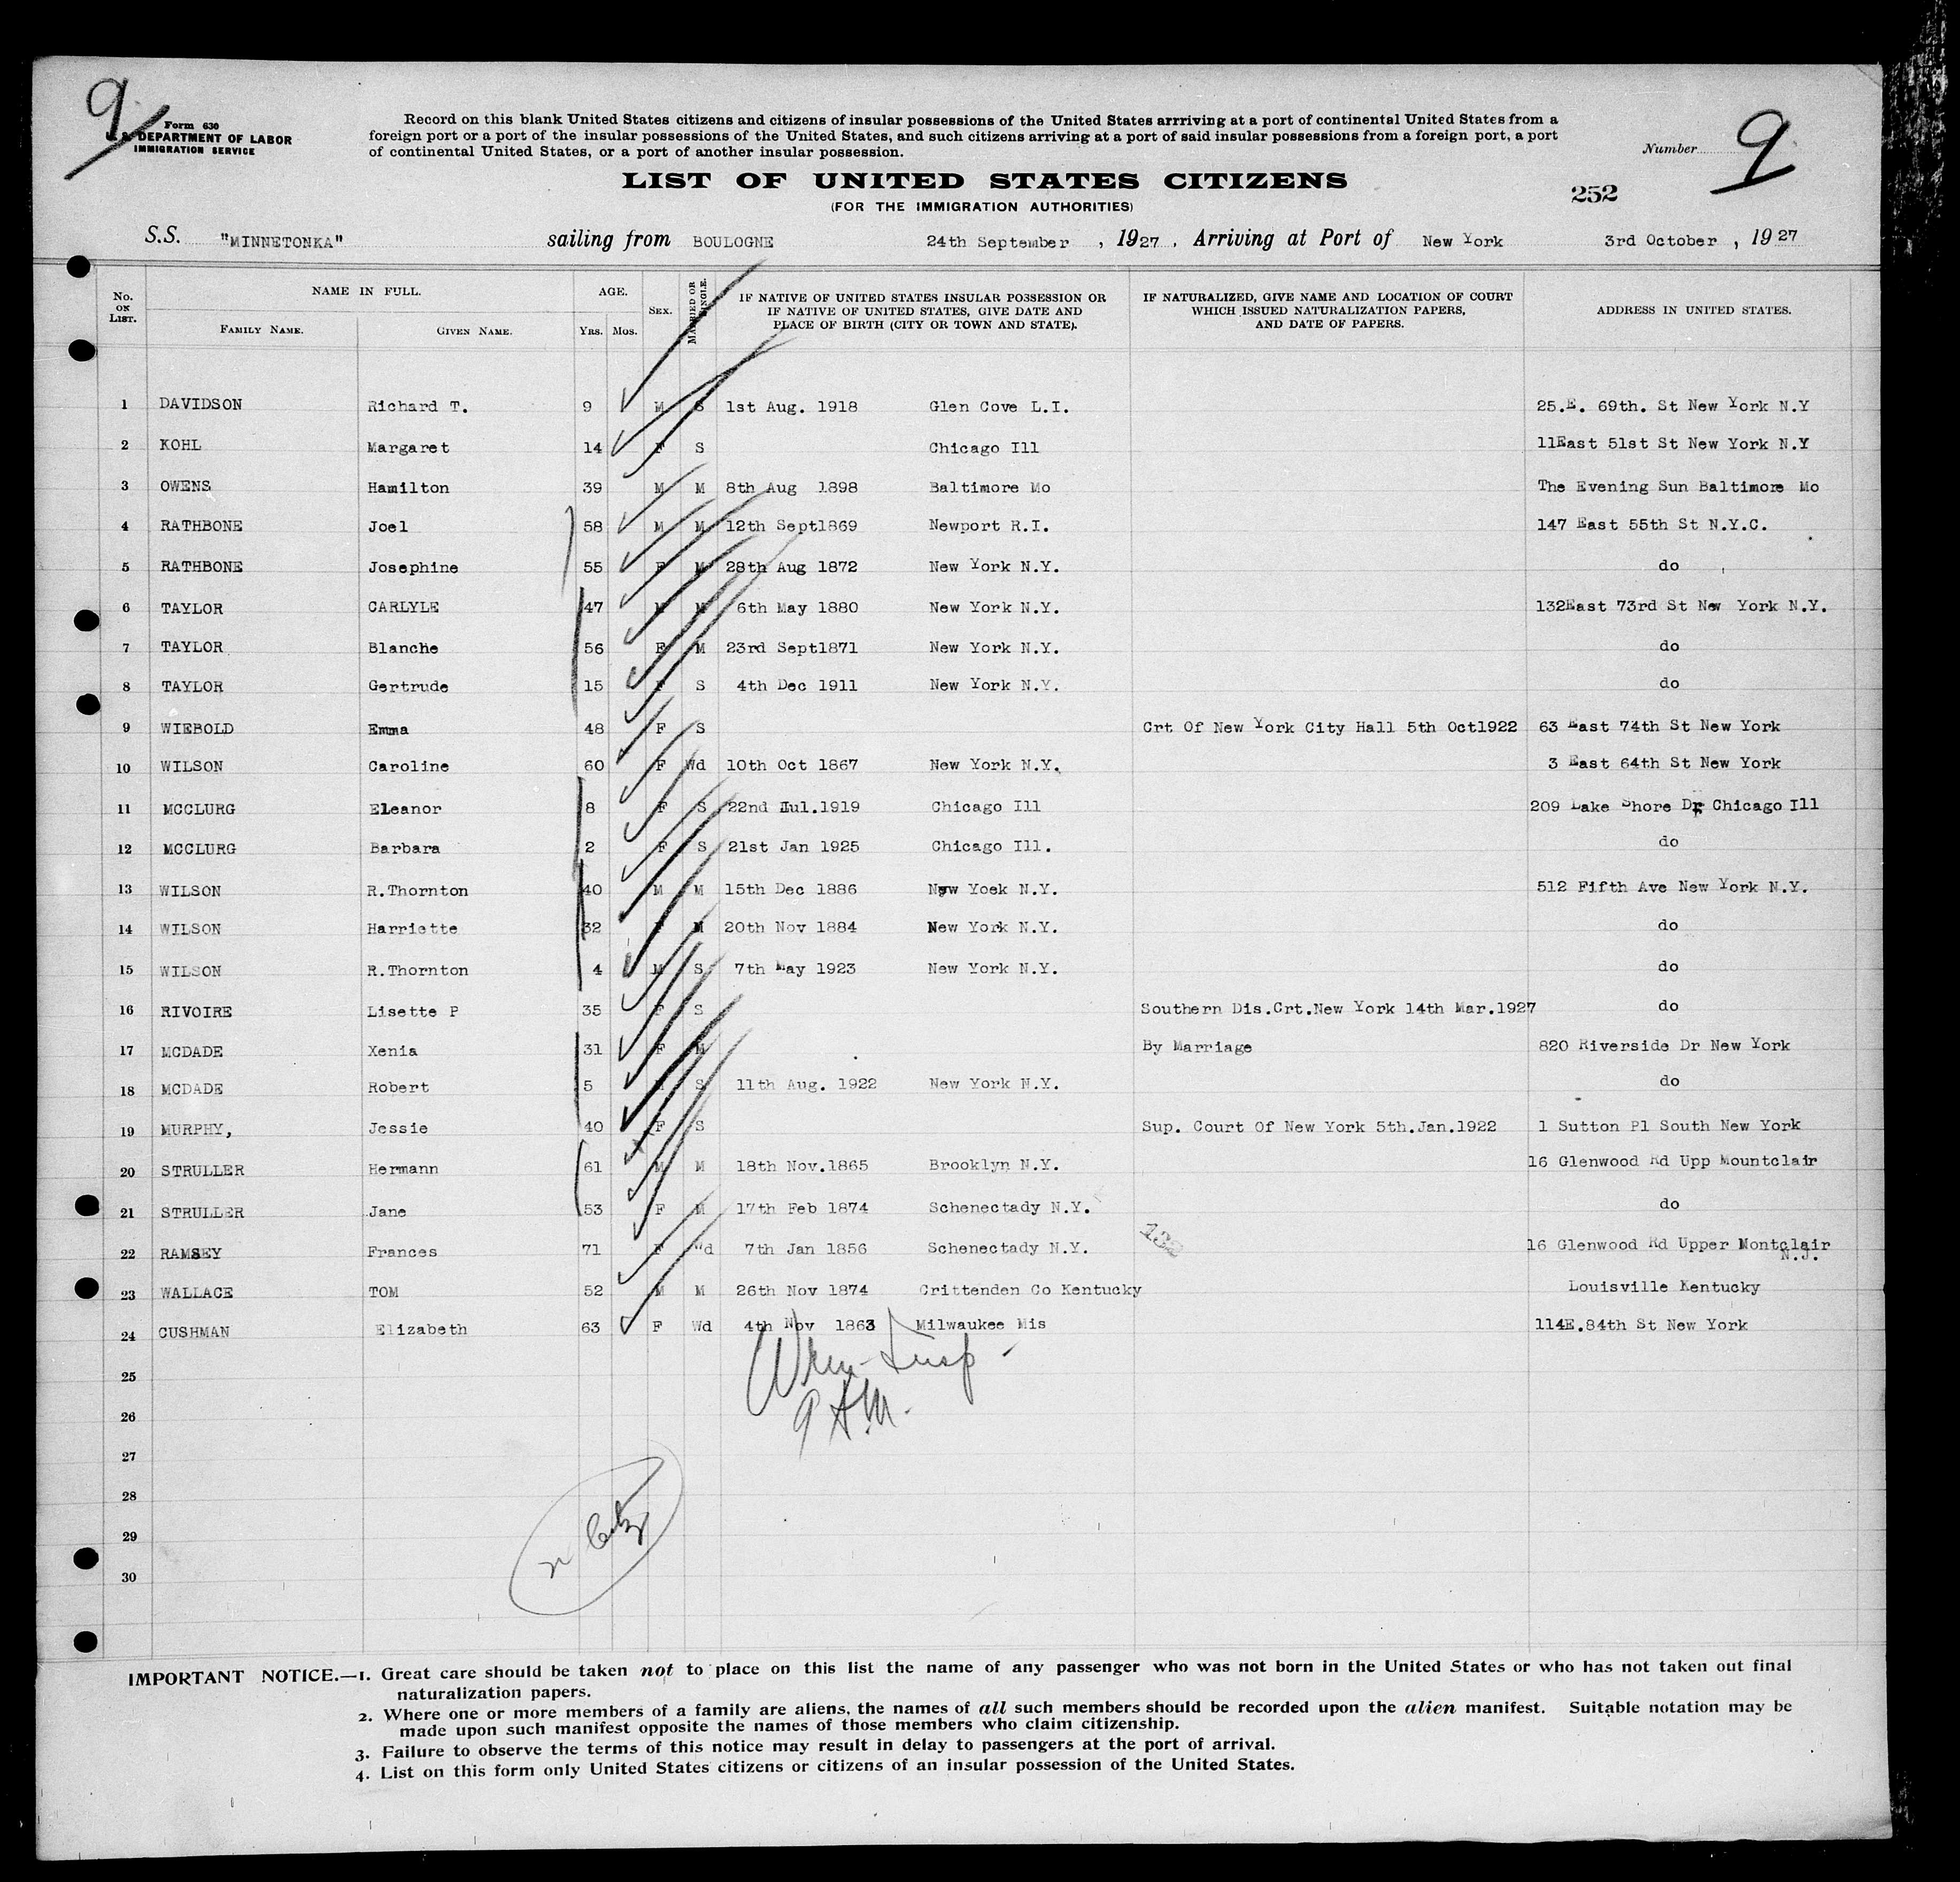 9
9
Form 630
U.S. DEPARTMENT OF LABOR
IMMIGRATION SERVICE
Record on this blank United States citizens and citizens of insular possessions of the United States arrriving at a port of continental United States from a
foreign port or a port of the insular possessions of the United States, and such citizens arriving at a port of said insular possessions from a foreign port, a port
of continental United States, or a port of another insular possession.
Number
LIST OF UNITED STATES CITIZENS
(FOR THE IMMIGRATION AUTHORITIES)
252
S.S. "MINNETONKA" sailing from BOULOGNE 24th September , 1927 , Arriving at Port of New York 3rd October , 1927
No. on List. NAME IN FULL. AGE. Sex. MARRIED OR SINGLE.
Family Name. Given Name. Yrs. Mos.
IF NATIVE OF UNITED STATES INSULAR POSSESSION OR
IF NATIVE OF UNITED STATES, GIVE DATE AND
PLACE OF BIRTH (CITY OR TOWN AND STATE).
IF NATURALIZED, GIVE NAME AND LOCATION OF COURT
WHICH ISSUED NATURALIZATION PAPERS,
AND DATE OF PAPERS.
ADDRESS IN UNITED STATES.
1 DAVIDSON Richard T. 9 M S 1st Aug. 1918 Glen Cove L.I. 25.E. 69th. St New York N.Y
2 KOHL Margaret 14 F S Chicago Ill 11East 51st St New York N.Y
3 OWENS Hamilton 39 M M 8th Aug 1898 Baltimore Mo The Evening Sun Baltimore Mo
4 RATHBONE Joel 58 M M 12th Sept1869 Newport R.I. 147 East 55th St N.Y.C.
5 RATHBONE Josephine 55 F M 28th Aug 1872 New York N.Y. do
6 TAYLOR CARLYLE 47 M M 6th May 1880 New York N.Y. 132East 73rd St New York N.Y.
7 TAYLOR Blanche 56 F M 23rd Sept1871 New York N.Y. do
8 TAYLOR Gertrude 15 F S 4th Dec 1911 New York N.Y. do
9 WIEBOLD Emma 48 F S Crt Of New York City Hall 5th Oct1922 63 East 74th St New York
10 WILSON Caroline 60 F Wd 10th Oct 1867 New York N.Y. 3 East 64th St New York
11 MCCLURG Eleanor 8 F S 22nd Jul.1919 Chicago Ill 209 Lake Shore Dr Chicago Ill
12 MCCLURG Barbara 2 F S 21st Jan 1925 Chicago Ill. do
13 WILSON R.Thornton 40 M M 15th Dec 1886 New Yoek N.Y. 512 Fifth Ave New York N.Y.
14 WILSON Harriette 32 F M 20th Nov 1884 New York N.Y. do
15 WILSON R.Thornton 4 M S 7th May 1923 New York N.Y. do
16 RIVOIRE Lisette P 35 F S Southern Dis.Crt.New York 14th Mar.1927 do
17 MCDADE Xenia 31 F M By Marriage 820 Riverside Dr New York
18 MCDADE Robert 5 M S 11th Aug. 1922 New York N.Y. do
19 MURPHY, Jessie 40 F S Sup. Court Of New York 5th.Jan.1922 1 Sutton Pl South New York
20 STRULLER Hermann 61 M M 18th Nov.1865 Brooklyn N.Y. 16 Glenwood Rd Upp Mountclair
21 STRULLER Jane 53 F M 17th Feb 1874 Schenectady N.Y. do
22 RAMSEY Frances 71 F Wd 7th Jan 1856 Schenectady N.Y. 16 Glenwood Rd Upper Montclair
N.J.
132
23 WALLACE TOM 52 M M 26th Nov 1874 Crittenden Co Kentucky Louisville Kentucky
24 CUSHMAN Elizabeth 63 F Wd 4th Nov 1863 Milwaukee Mis 114E.84th St New York
25
26
27
28
29
30
IMPORTANT NOTICE.—1. Great care should be taken not to place on this list the name of any passenger who was not born in the United States or who has not taken out final
naturalization papers.
2. Where one or more members of a family are aliens, the names of all such members should be recorded upon the alien manifest. Suitable notation may be
made upon such manifest opposite the names of those members who claim citizenship.
3. Failure to observe the terms of this notice may result in delay to passengers at the port of arrival.
4. List on this form only United States citizens or citizens of an insular possession of the United States.